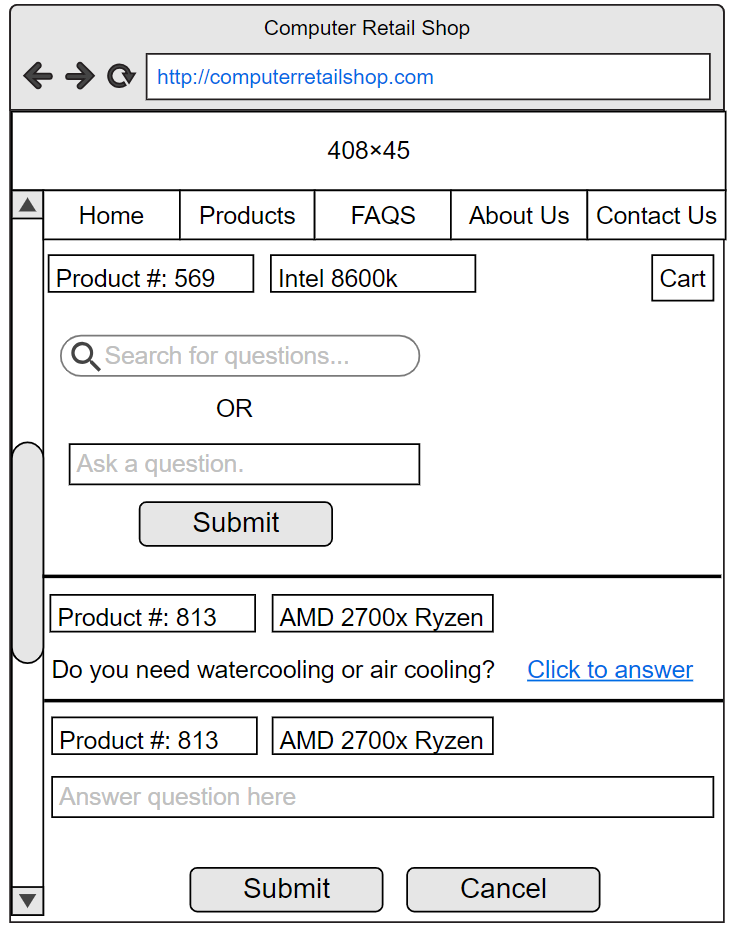 Computer Retail Shop
http://computerretailshop.com
408×45
Home Products FAQS About Us Contact Us
Product #: 569 Intel 8600k Cart
Search for questions...
OR
Ask a question.
Submit
Product #: 813 AMD 2700x Ryzen
Do you need watercooling or air cooling? Click to answer
Product #: 813 AMD 2700x Ryzen
Answer question here
Submit Cancel